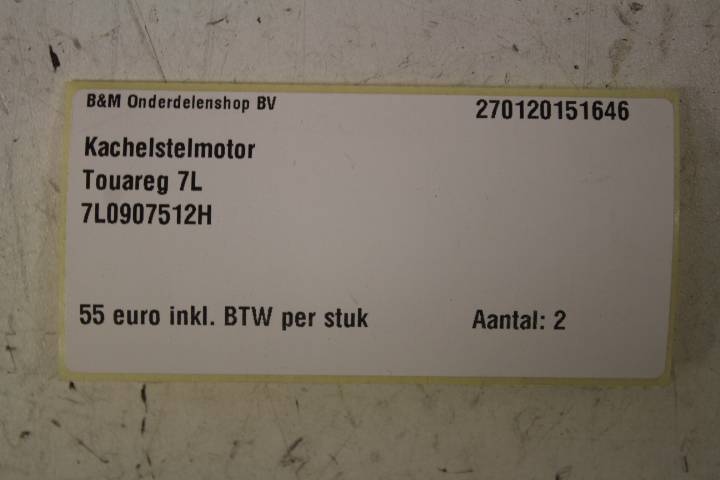 B&M Onderdelenshop BV 270120151646
Kachelstelmotor
Touareg 7L
7L0907512H
55 euro inkl. BTW per stuk Aantal: 2